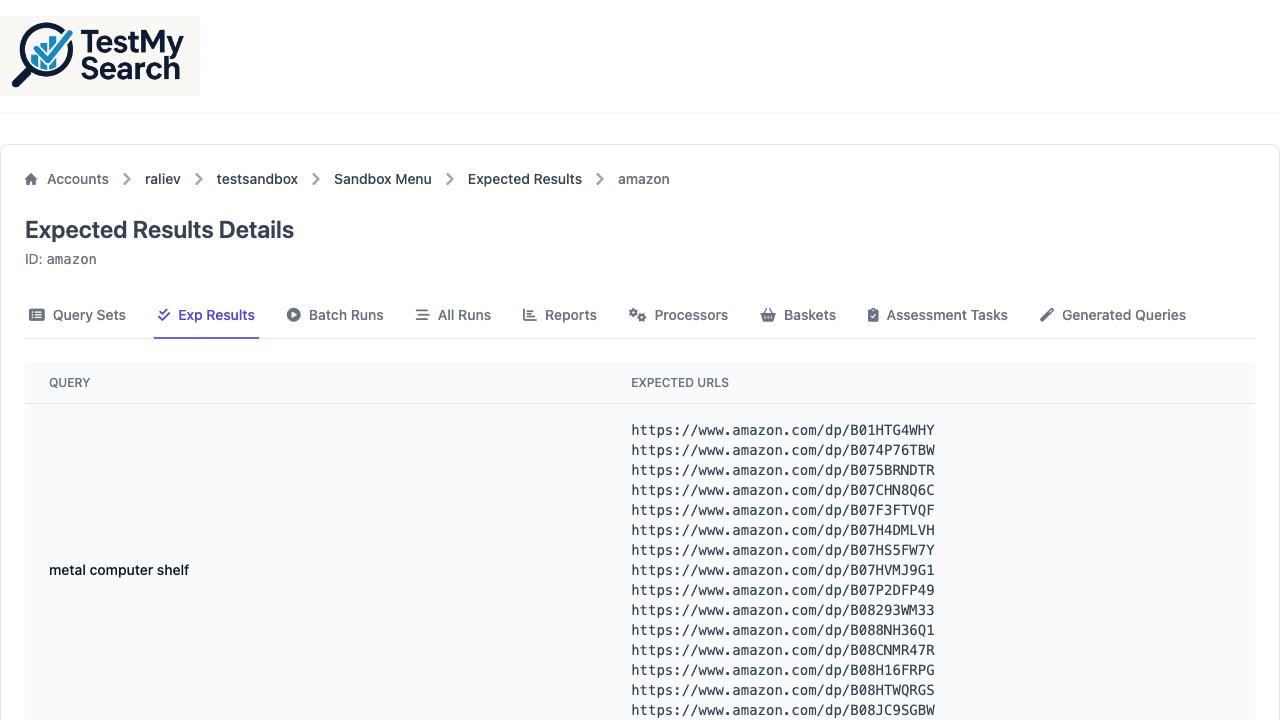 TestMy
Search
Accounts > raliev > testsandbox > Sandbox Menu > Expected Results > amazon
Expected Results Details
ID: amazon
Query Sets Exp Results Batch Runs All Runs Reports Processors Baskets Assessment Tasks Generated Queries
QUERY EXPECTED URLS
https://www.amazon.com/dp/B01HTG4WHY
https://www.amazon.com/dp/B074P76TBW
https://www.amazon.com/dp/B075BRNDTR
https://www.amazon.com/dp/B07CHN8Q6C
https://www.amazon.com/dp/B07F3FTVQF
https://www.amazon.com/dp/B07H4DMLVH
https://www.amazon.com/dp/B07HS5FW7Y
metal computer shelf https://www.amazon.com/dp/B07HVMJ9G1
https://www.amazon.com/dp/B07P2DFP49
https://www.amazon.com/dp/B08293WM33
https://www.amazon.com/dp/B088NH36Q1
https://www.amazon.com/dp/B08CNMR47R
https://www.amazon.com/dp/B08H16FRPG
https://www.amazon.com/dp/B08HTWQRGS
https://www.amazon.com/dp/B08JC9SGBW